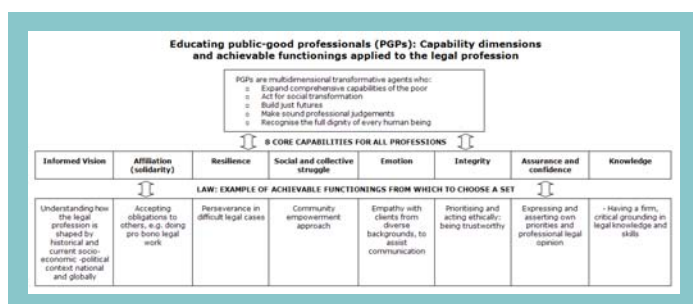 Educating public-good professionals (PGPs): Capability dimensions
and achievable functionings applied to the legal profession
PGPs are multidimensional transformative agents who:
Expand comprehensive capabilities of the poor
Act for social transformation
Build just futures
Make sound professional judgements
Recognise the full dignity of every human being
8 CORE CAPABILITIES FOR ALL PROFESSIONS
Informed Vision
Affiliation
(solidarity)
Resilience
Social and collective
struggle
Emotion
Integrity
Assurance and
confidence
Knowledge
LAW: EXAMPLE OF ACHIEVABLE FUNCTIONINGS FROM WHICH TO CHOOSE A SET
Understanding how
the legal
profession is
shaped by
historical and
current socio-
economic -political
context national
and globally
Accepting
obligations to
others, e.g. doing
pro bono legal
work
Perseverance in
difficult legal cases
Community
empowerment
approach
Empathy with
clients from
diverse
backgrounds, to
assist
communication
Prioritising and
acting ethically:
being trustworthy
Expressing and
asserting own
priorities and
professional legal
opinion
- Having a firm,
critical grounding in
legal knowledge and
skills